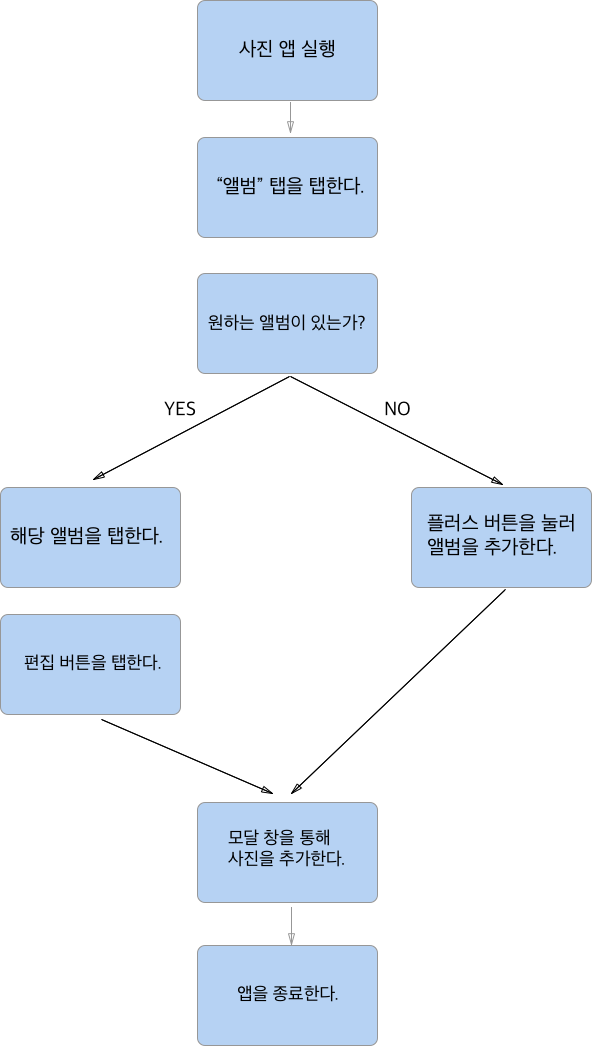 사진 앱 실행
“앨범” 탭을 탭한다.
원하는 앨범이 있는가?
YES
NO
해당 앨범을 탭한다.
플러스 버튼을 눌러
앨범을 추가한다.
편집 버튼을 탭한다.
모달 창을 통해
사진을 추가한다.
앱을 종료한다.